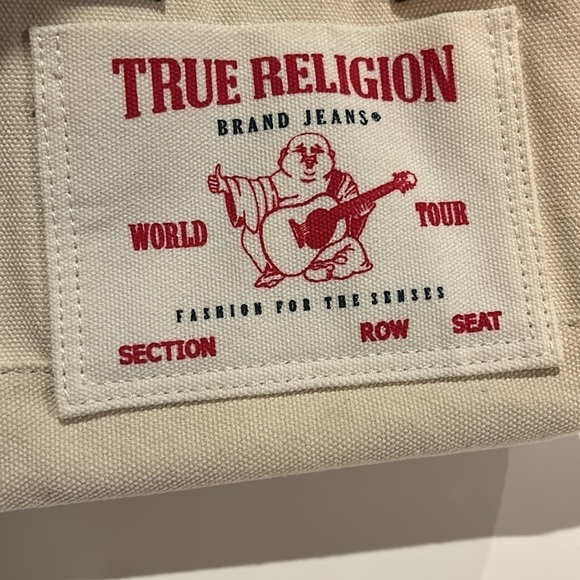 TRUE RELIGION
BRAND JEANS®
WORLD TOUR
FASHION FOR THE SENSES
SECTION ROW SEAT